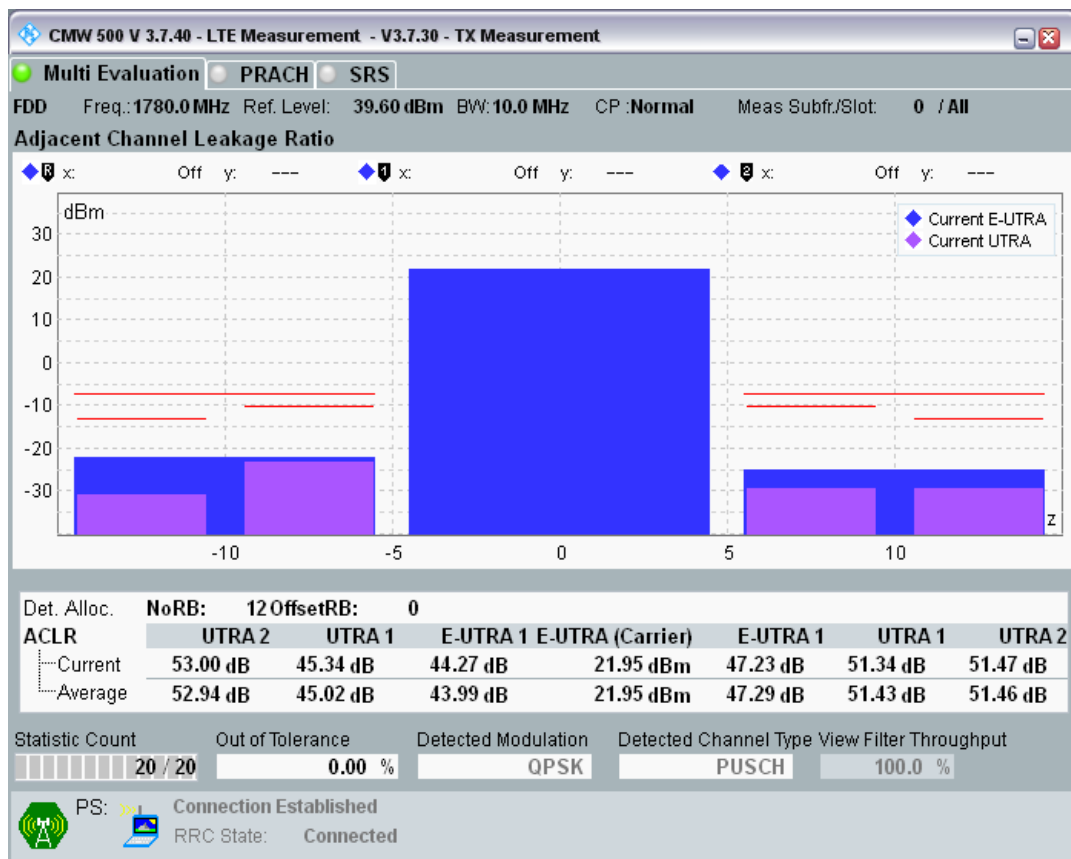 CMW 500 V 3.7.40 - LTE Measurement - V3.7.30 - TX Measurement
Multi Evaluation PRACH SRS
FDD Freq.:1780.0 MHz Ref. Level: 39.60 dBm BW:10.0 MHz CP :Normal Meas Subfr./Slot: 0 / All
Adjacent Channel Leakage Ratio
R x: Off y: --- 1 x: Off y: --- 2 x: Off y: ---
dBm
Current E-UTRA
Current UTRA
30
20
10
0
-10
-20
-30
z
-10 -5 0 5 10
Det. Alloc. NoRB: 12 OffsetRB: 0
ACLR UTRA 2 UTRA 1 E-UTRA 1 E-UTRA (Carrier) E-UTRA 1 UTRA 1 UTRA 2
Current 53.00 dB 45.34 dB 44.27 dB 21.95 dBm 47.23 dB 51.34 dB 51.47 dB
Average 52.94 dB 45.02 dB 43.99 dB 21.95 dBm 47.29 dB 51.43 dB 51.46 dB
Statistic Count Out of Tolerance Detected Modulation Detected Channel Type View Filter Throughput
20 / 20 0.00 % QPSK PUSCH 100.0 %
PS: Connection Established
RRC State: Connected